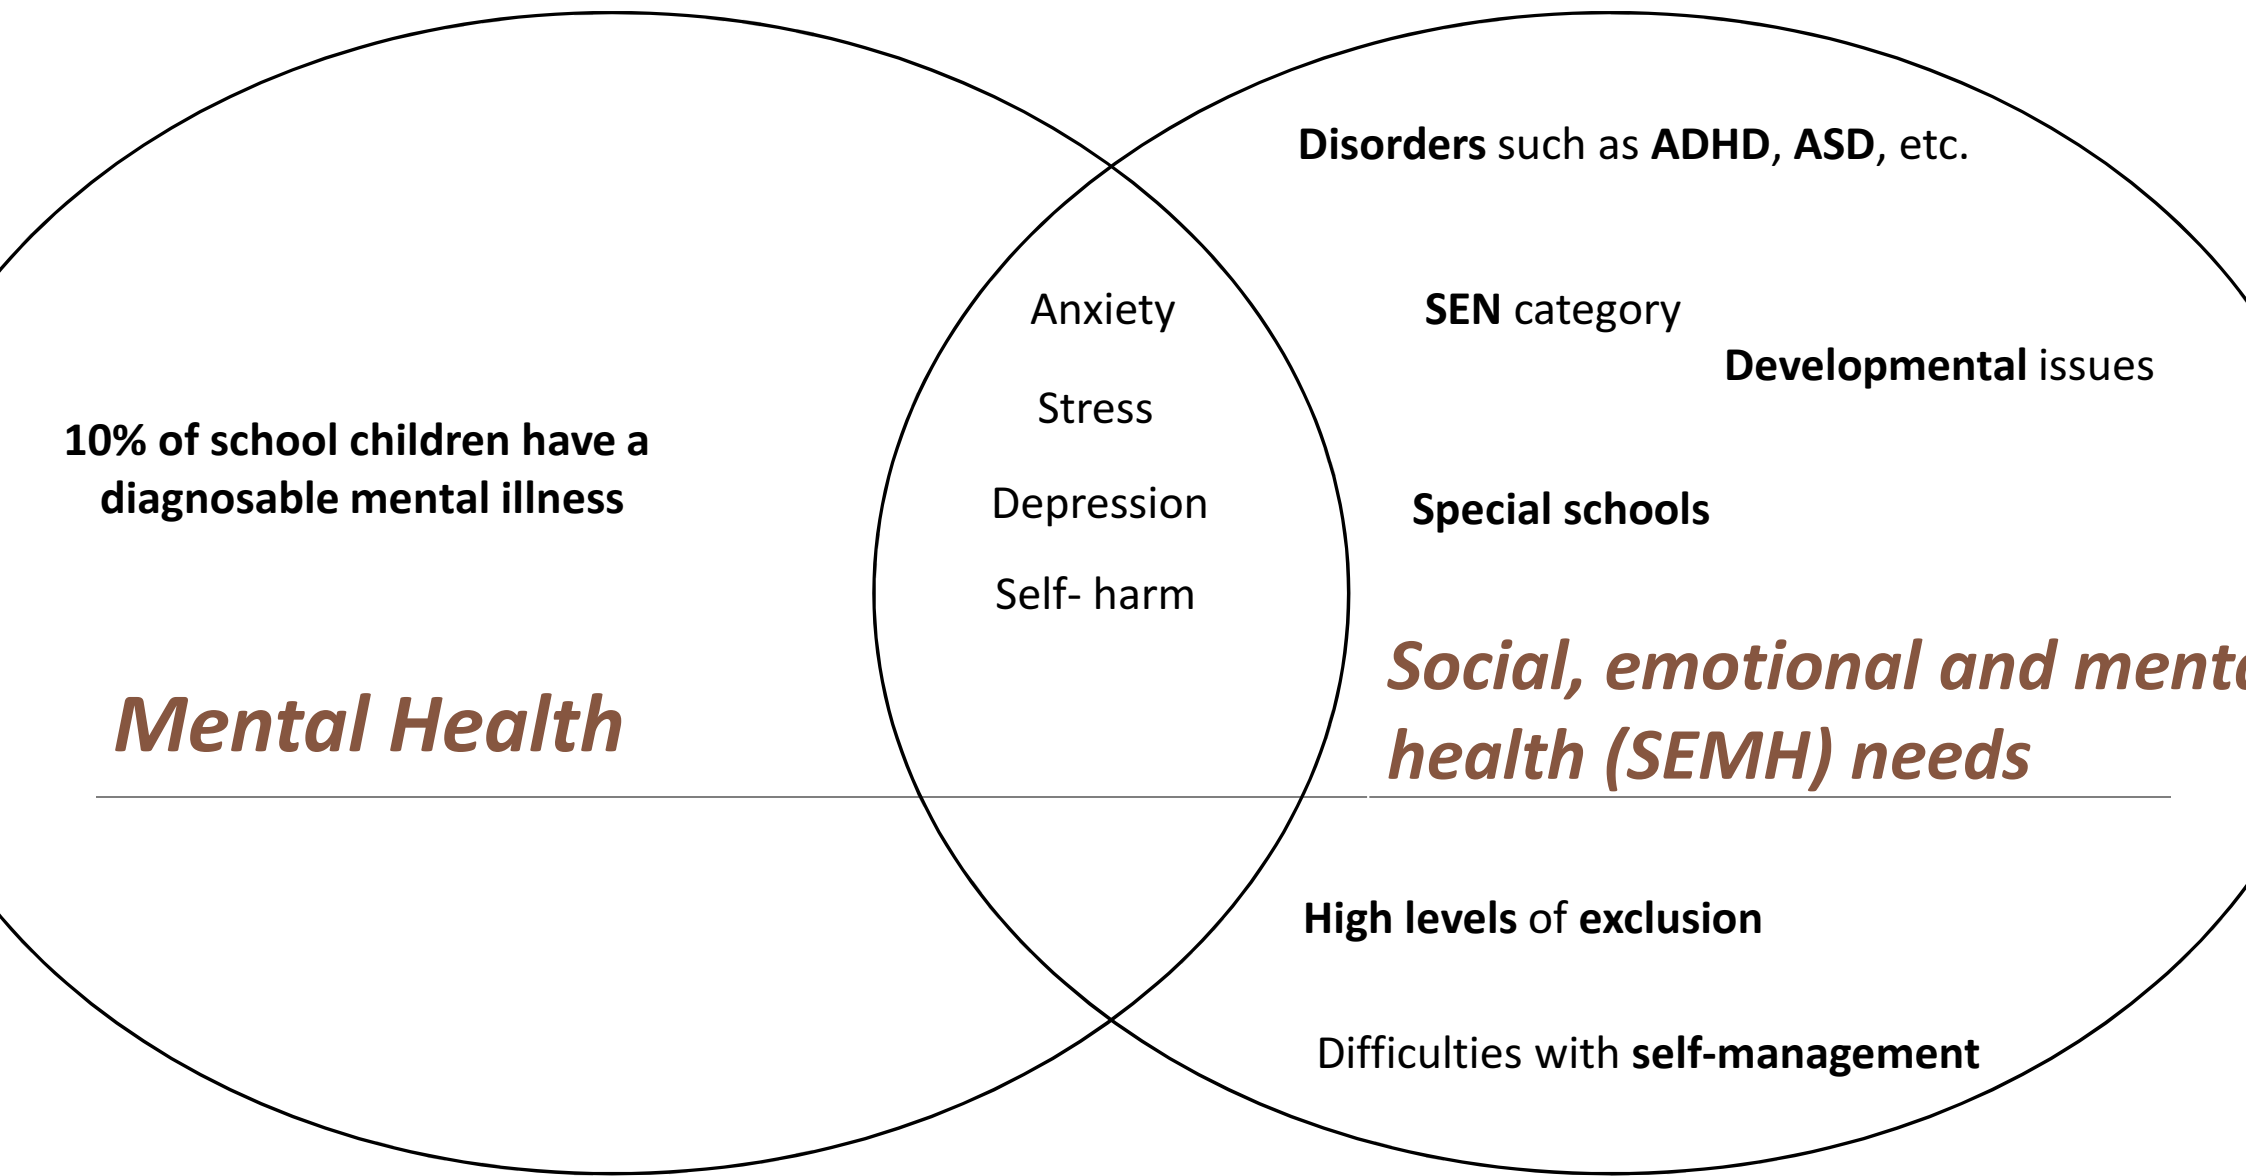 Disorders such as ADHD, ASD, etc.
Anxiety
SEN category
Developmental issues
Stress
10% of school children have a
diagnosable mental illness
Depression
Special schools
Self- harm
Mental Health
Social, emotional and menta
health (SEMH) needs
High levels of exclusion
Difficulties with self-management